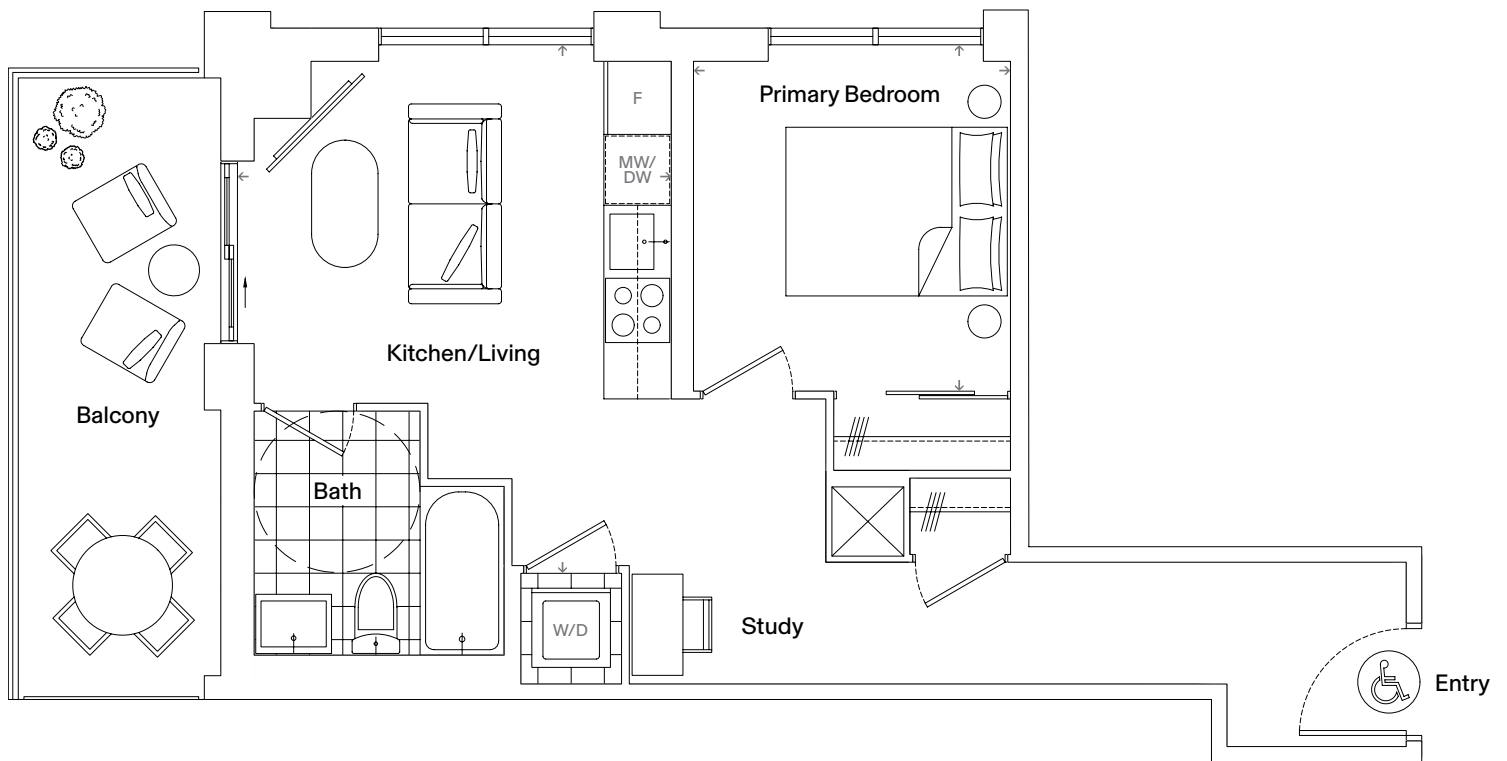 Primary Bedroom
F
MW/
DW
Kitchen/Living
Balcony
Bath
W/D
Study
Entry